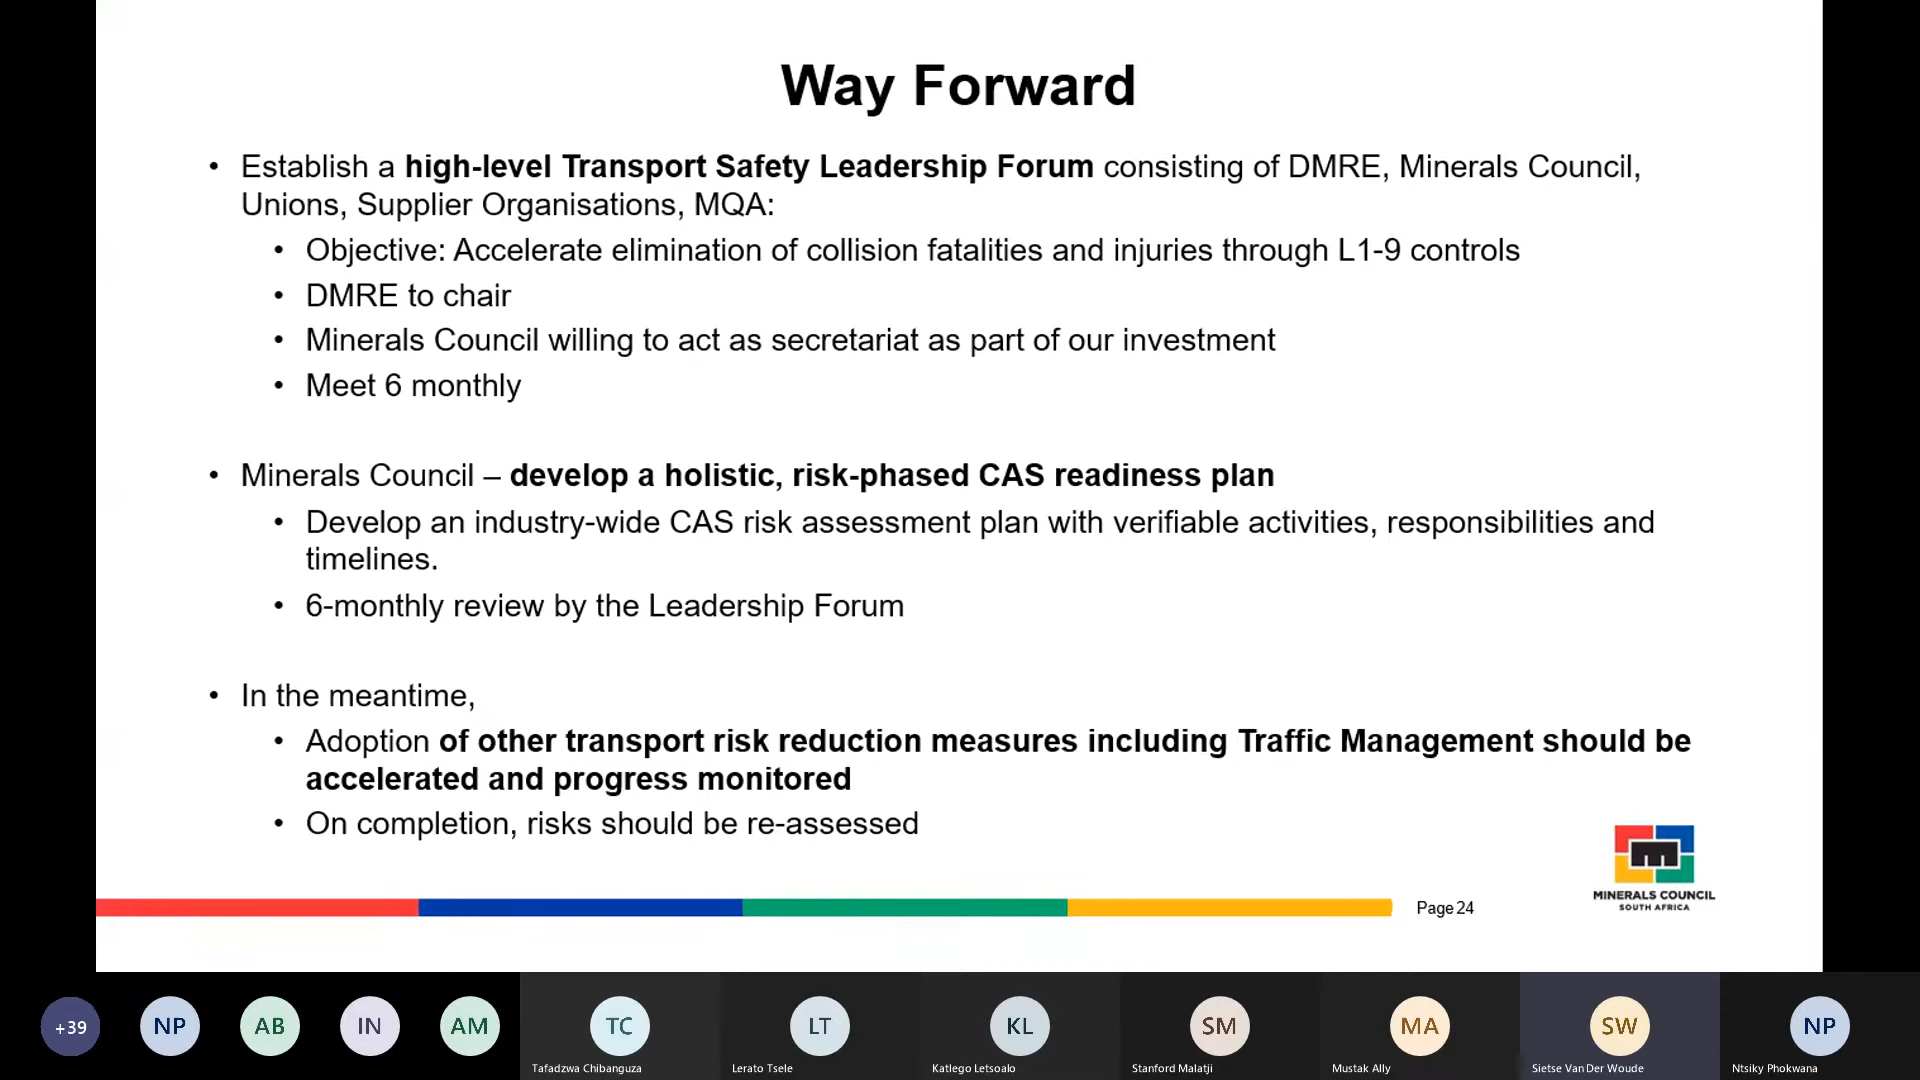 Way Forward
• Establish a high-level Transport Safety Leadership Forum consisting of DMRE, Minerals Council,
Unions, Supplier Organisations, MQA:
• Objective: Accelerate elimination of collision fatalities and injuries through L1-9 controls
• DMRE to chair
• Minerals Council willing to act as secretariat as part of our investment
• Meet 6 monthly
• Minerals Council – develop a holistic, risk-phased CAS readiness plan
• Develop an industry-wide CAS risk assessment plan with verifiable activities, responsibilities and
timelines.
• 6-monthly review by the Leadership Forum
• In the meantime,
• Adoption of other transport risk reduction measures including Traffic Management should be
accelerated and progress monitored
• On completion, risks should be re-assessed
m
MINERALS COUNCIL
SOUTH AFRICA
Page 24
+39
NP
AB
IN
AM
TC
LT
KL
SM
MA
SW
NP
Tafadzwa Chibanguza
Lerato Tsele
Katlego Letsoalo
Stanford Malatji
Mustak Ally
Sietse Van Der Woude
Ntsiky Phokwana